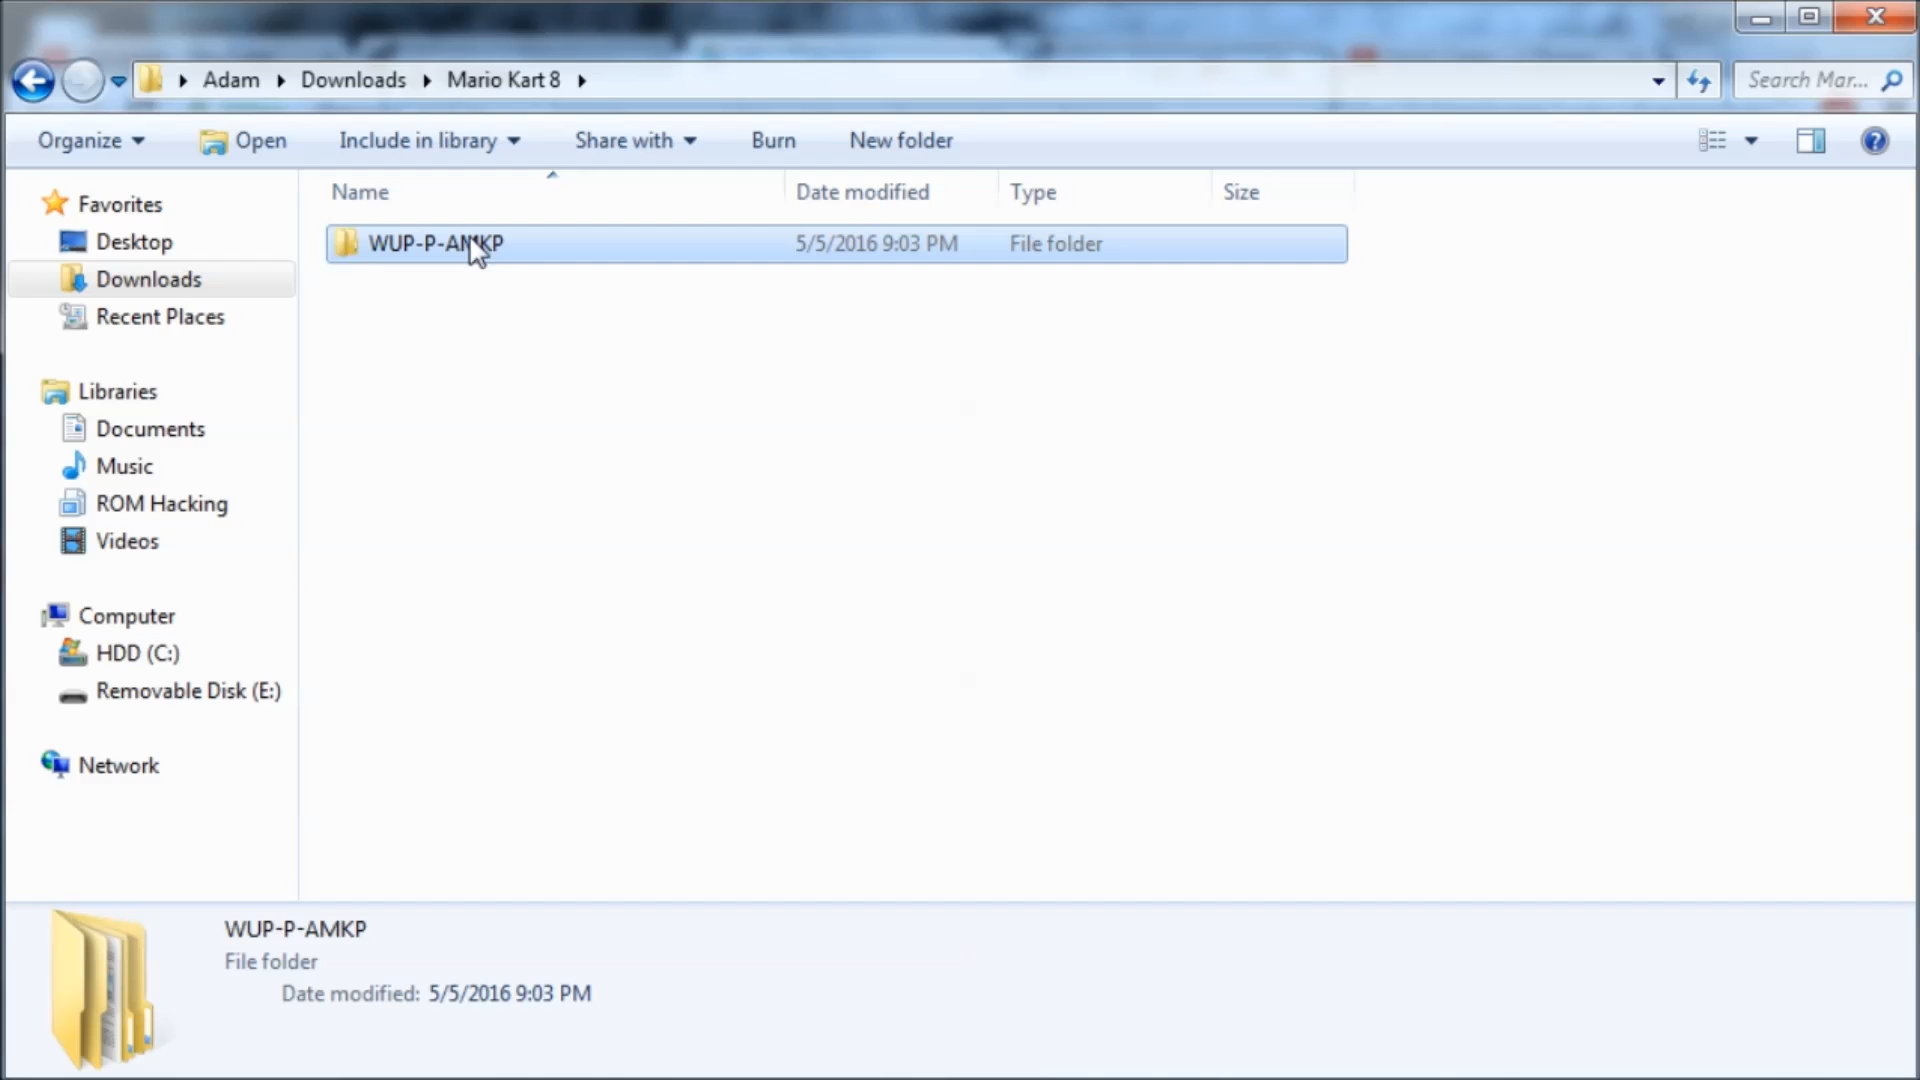 Adam Downloads Mario Kart 8 Search Mar...
Organize Open Include in library Share with Burn New folder
Name Date modified Type Size
Favorites
Desktop
Downloads
Recent Places
Libraries
Documents
Music
ROM Hacking
Videos
Computer
HDD (C:)
Removable Disk (E:)
Network
WUP-P-AMKP 5/5/2016 9:03 PM File folder
WUP-P-AMKP
File folder
Date modified: 5/5/2016 9:03 PM